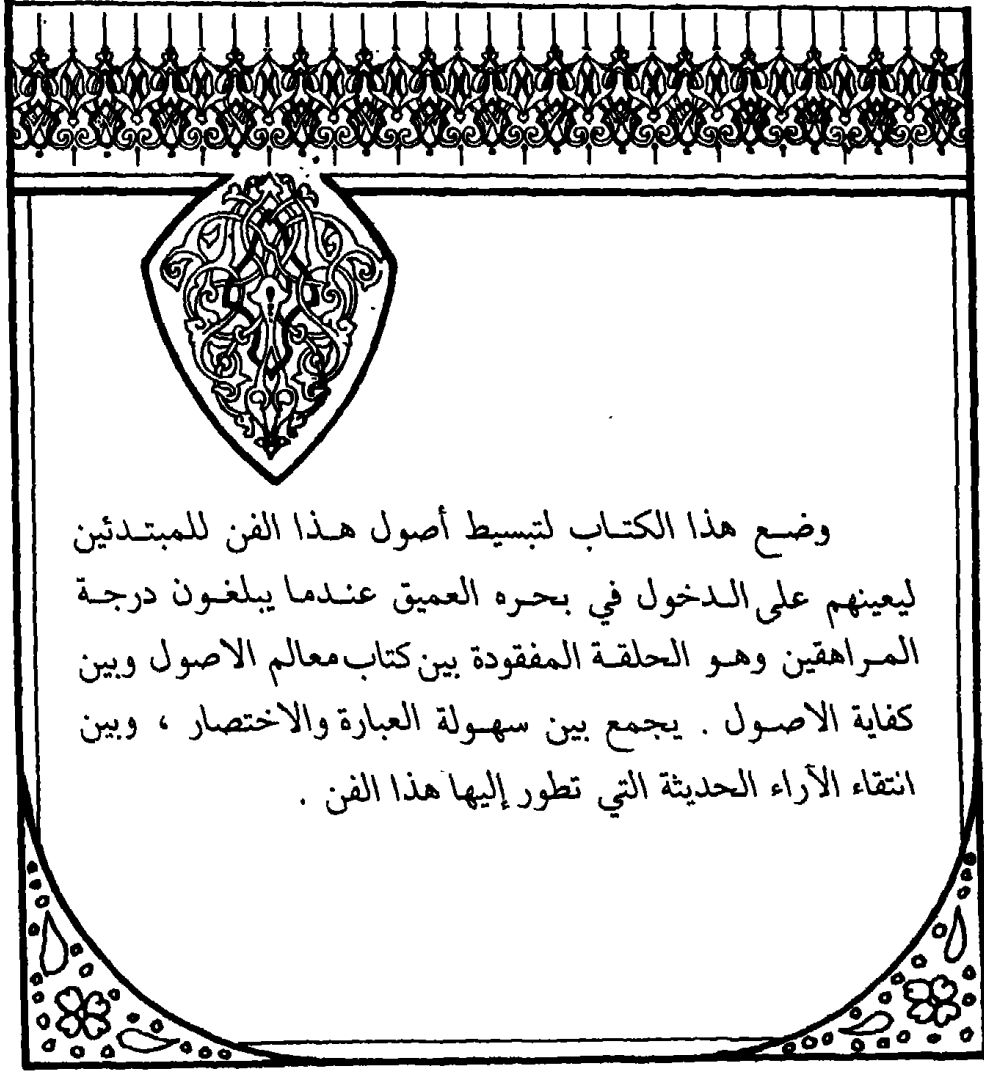 وضع هذا الكتاب لتبسيط أصول هذا الفن للمبتدئين
ليعينهم على الدخول في بحره العميق عندما يبلغون درجة
المراهقين وهو الحلقة المفقودة بين كتاب معالم الاصول وبين
كفاية الاصول . يجمع بين سهولة العبارة والاختصار ، وبين
انتقاء الآراء الحديثة التي تطور إليها هذا الفن .